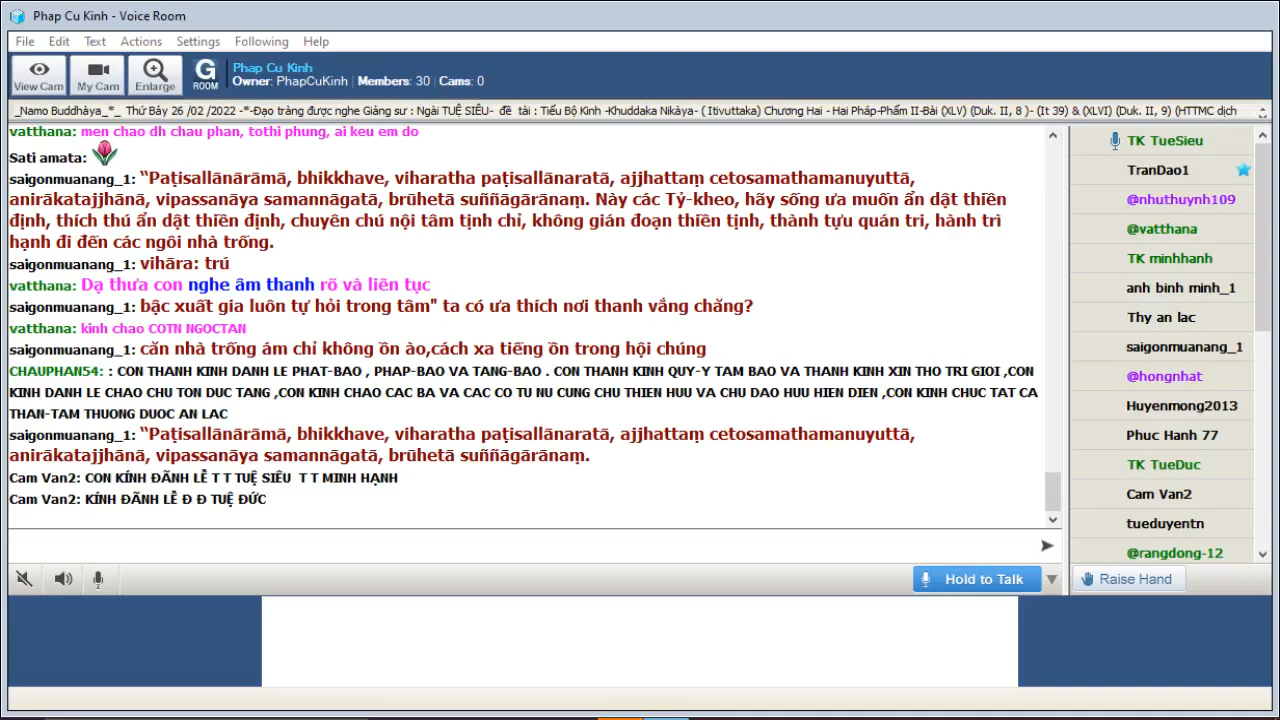 Phap Cu Kinh - Voice Room
File Edit Text Actions Settings Following Help
View Cam My Cam Enlarge G ROOM
Phap Cu Kinh
Owner: PhapCuKinh | Members: 30 | Cams: 0
_Namo Buddhàya_*_ Thứ Bảy 26 /02 /2022 -*-Đạo tràng được nghe Giảng sư : Ngài TUỆ SIÊU- đề tài : Tiểu Bộ Kinh -Khuddaka Nikàya- ( Itivuttaka) Chương Hai - Hai Pháp-Phẩm II-Bài (XLV) (Duk. II, 8 )- (It 39) & (XLVI) (Duk. II, 9) (HTTMC dịch
vatthana: men chao dh chau phan, tothi phung, ai keu em do
Sati amata:
saigonmuanang_1: “Paṭisallānārāmā, bhikkhave, viharatha paṭisallānaratā, ajjhattaṃ cetosamathamanuyuttā,
anirākatajjhānā, vipassanāya samannāgatā, brūhetā suññāgārānaṃ. Này các Tỷ-kheo, hãy sống ưa muốn ẩn dật thiền
định, thích thú ẩn dật thiền định, chuyên chú nội tâm tịnh chỉ, không gián đoạn thiền tịnh, thành tựu quán tri, hành trì
hạnh đi đến các ngôi nhà trống.
saigonmuanang_1: vihāra: trú
vatthana: Dạ thưa con nghe âm thanh rõ và liên tục
saigonmuanang_1: bậc xuất gia luôn tự hỏi trong tâm" ta có ưa thích nơi thanh vắng chăng?
vatthana: kinh chao COTN NGOCTAN
saigonmuanang_1: căn nhà trống ám chỉ không ồn ào,cách xa tiếng ồn trong hội chúng
CHAUPHAN54: : CON THANH KINH DANH LE PHAT-BAO , PHAP-BAO VA TANG-BAO . CON THANH KINH QUY-Y TAM BAO VA THANH KINH XIN THO TRI GIOI ,CON
KINH DANH LE CHAO CHU TON DUC TANG ,CON KINH CHAO CAC BA VA CAC CO TU NU CUNG CHU THIEN HUU VA CHU DAO HUU HIEN DIEN ,CON KINH CHUC TAT CA
THAN-TAM THUONG DUOC AN LAC
saigonmuanang_1: “Paṭisallānārāmā, bhikkhave, viharatha paṭisallānaratā, ajjhattaṃ cetosamathamanuyuttā,
anirākatajjhānā, vipassanāya samannāgatā, brūhetā suññāgārānaṃ.
Cam Van2: CON KÍNH ĐÃNH LỄ T T TUỆ SIÊU T T MINH HẠNH
Cam Van2: KÍNH ĐÃNH LỄ Đ Đ TUỆ ĐỨC
TK TueSieu
TranDao1
@nhuthuynh109
@vatthana
TK minhhanh
anh binh minh_1
Thy an lac
saigonmuanang_1
@hongnhat
Huyenmong2013
Phuc Hanh 77
TK TueDuc
Cam Van2
tueduyentn
@rangdong-12
Hold to Talk
Raise Hand